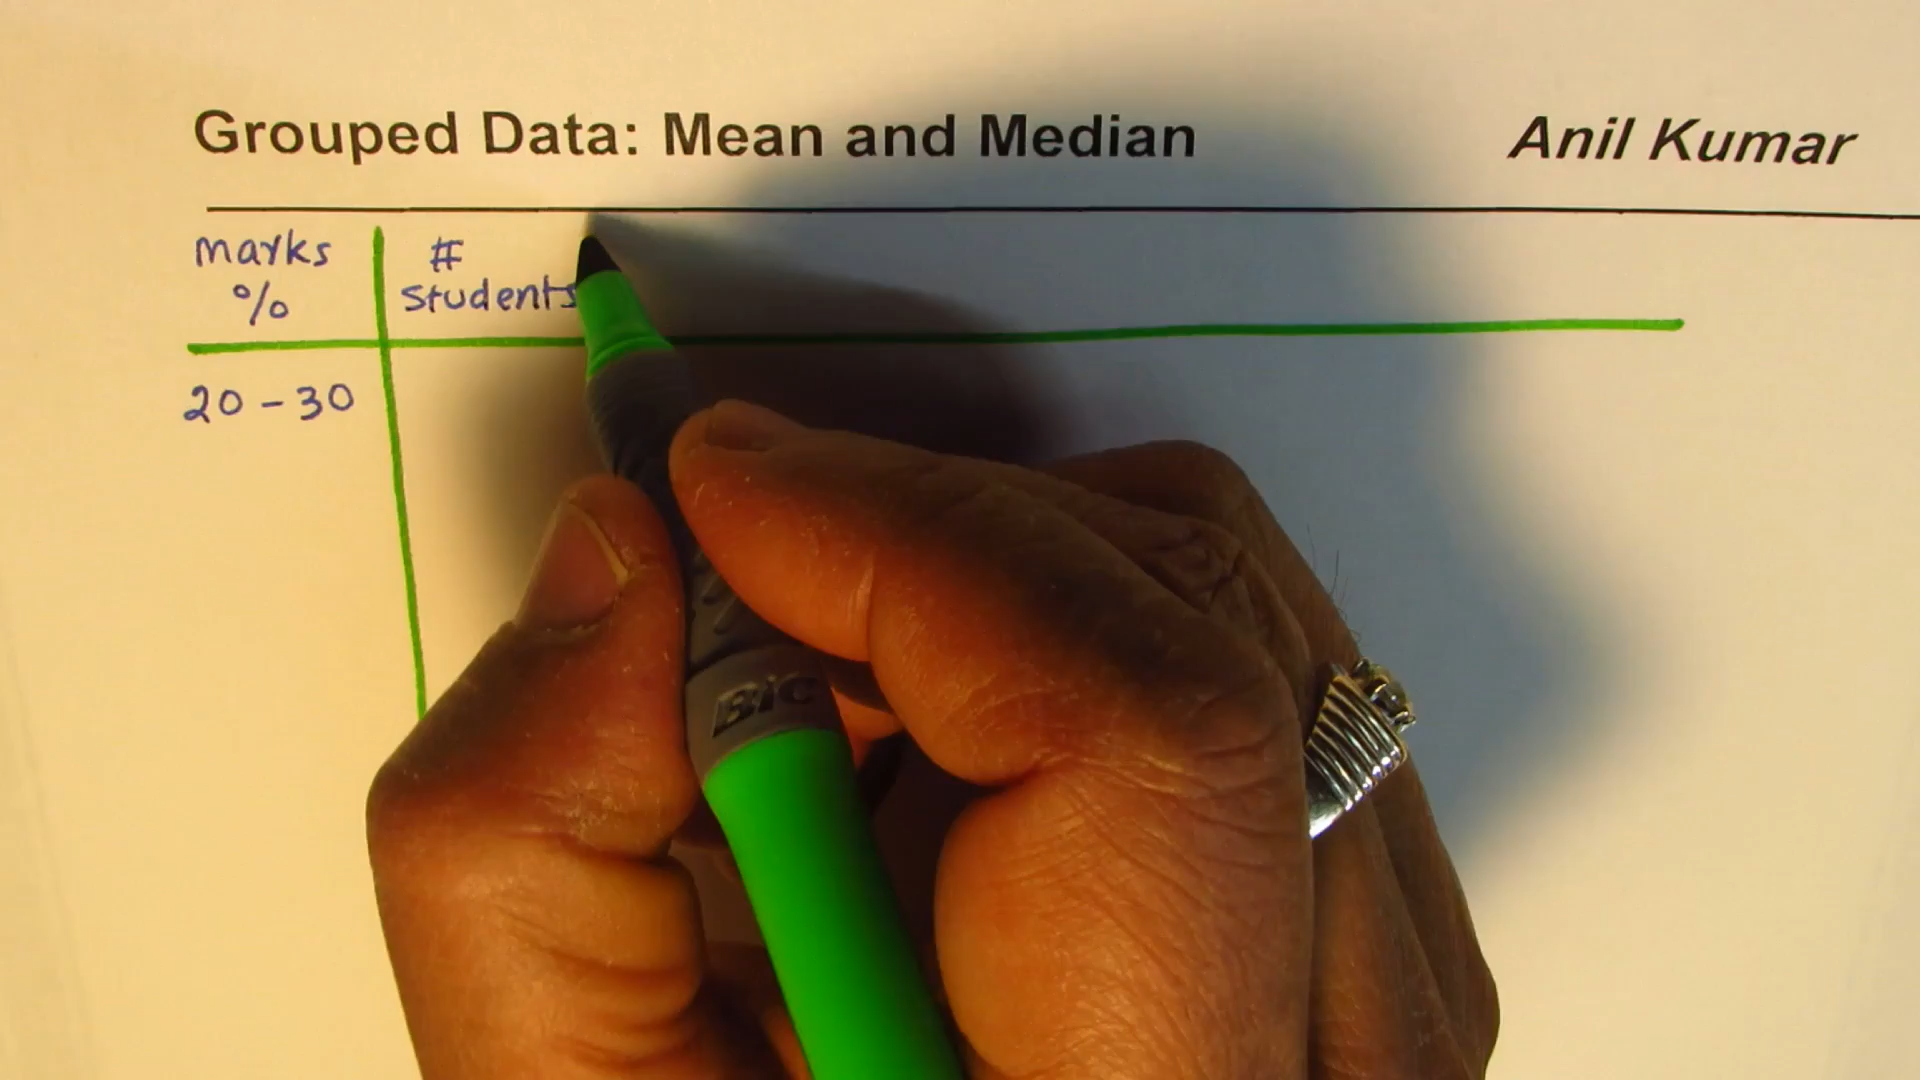 Grouped Data: Mean and Median
Anil Kumar
marks
%
#
students
20-30
Bic